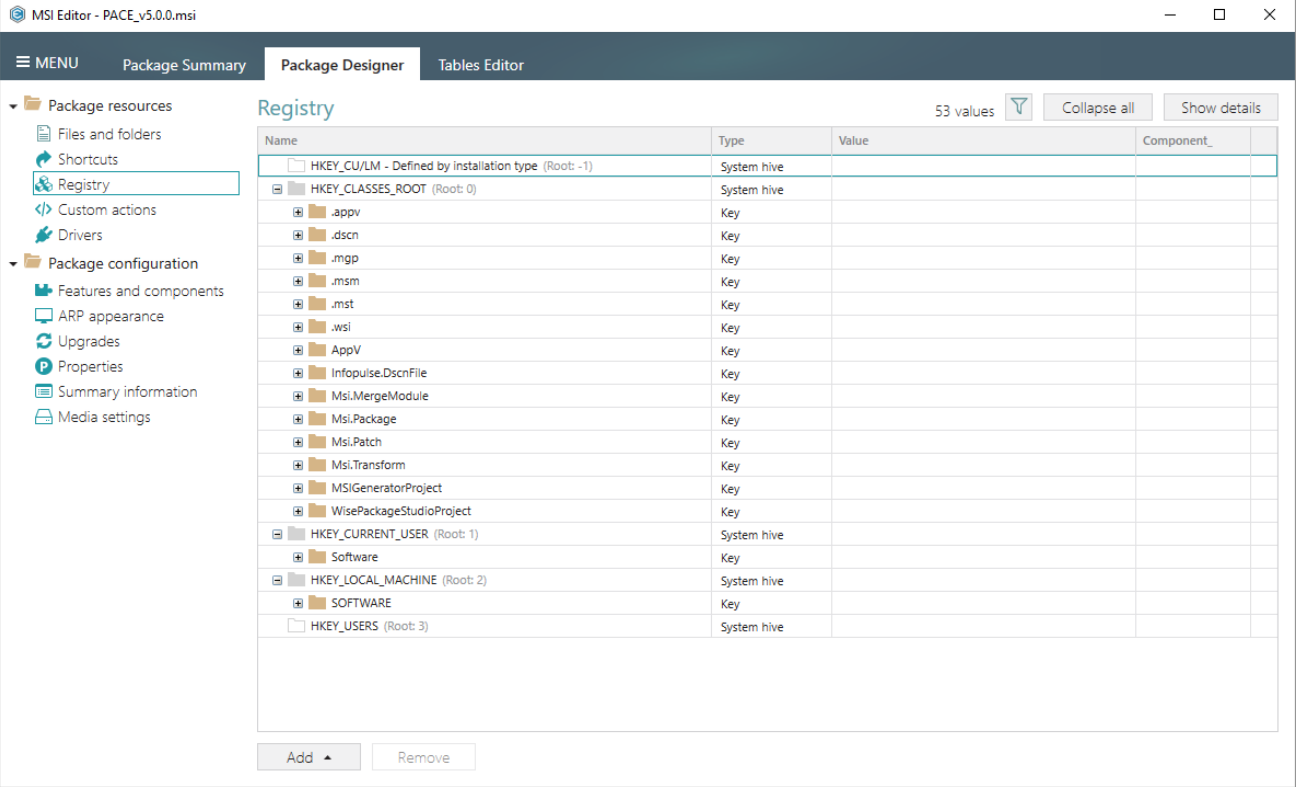 MSI Editor - PACE_v5.0.0.msi
MENU Package Summary Package Designer Tables Editor
Package resources
Files and folders
Shortcuts
Registry
Custom actions
Drivers
Package configuration
Features and components
ARP appearance
Upgrades
Properties
Summary information
Media settings
Registry
53 values Collapse all Show details
Name Type Value Component_
HKEY_CU/LM - Defined by installation type (Root: -1) System hive
HKEY_CLASSES_ROOT (Root: 0) System hive
.appv Key
.dscn Key
.mgp Key
.msm Key
.mst Key
.wsi Key
AppV Key
Infopulse.DscnFile Key
Msi.MergeModule Key
Msi.Package Key
Msi.Patch Key
Msi.Transform Key
MSIGeneratorProject Key
WisePackageStudioProject Key
HKEY_CURRENT_USER (Root: 1) System hive
Software Key
HKEY_LOCAL_MACHINE (Root: 2) System hive
SOFTWARE Key
HKEY_USERS (Root: 3) System hive
Add Remove